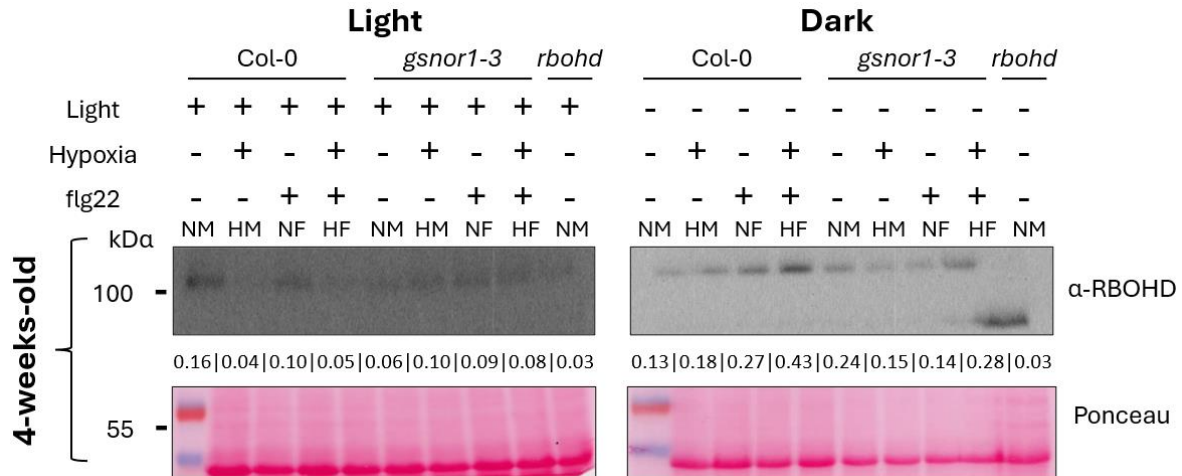 Light Dark
Col-0 gsnor1-3 rbohd Col-0 gsnor1-3 rbohd
Light + + + + + + + + + - - - - - - - - -
Hypoxia - + - + - + - + - - + - + - + - + -
flg22 - - + + - - + + - - - + + - - + + -
NM HM NF HF NM HM NF HF NM NM HM NF HF NM HM NF HF NM
kDa
4-weeks-old
100 - α-RBOHD
0.16|0.04|0.10|0.05|0.06|0.10|0.09|0.08|0.03 0.13|0.18|0.27|0.43|0.24|0.15|0.14|0.28|0.03
55 - Ponceau